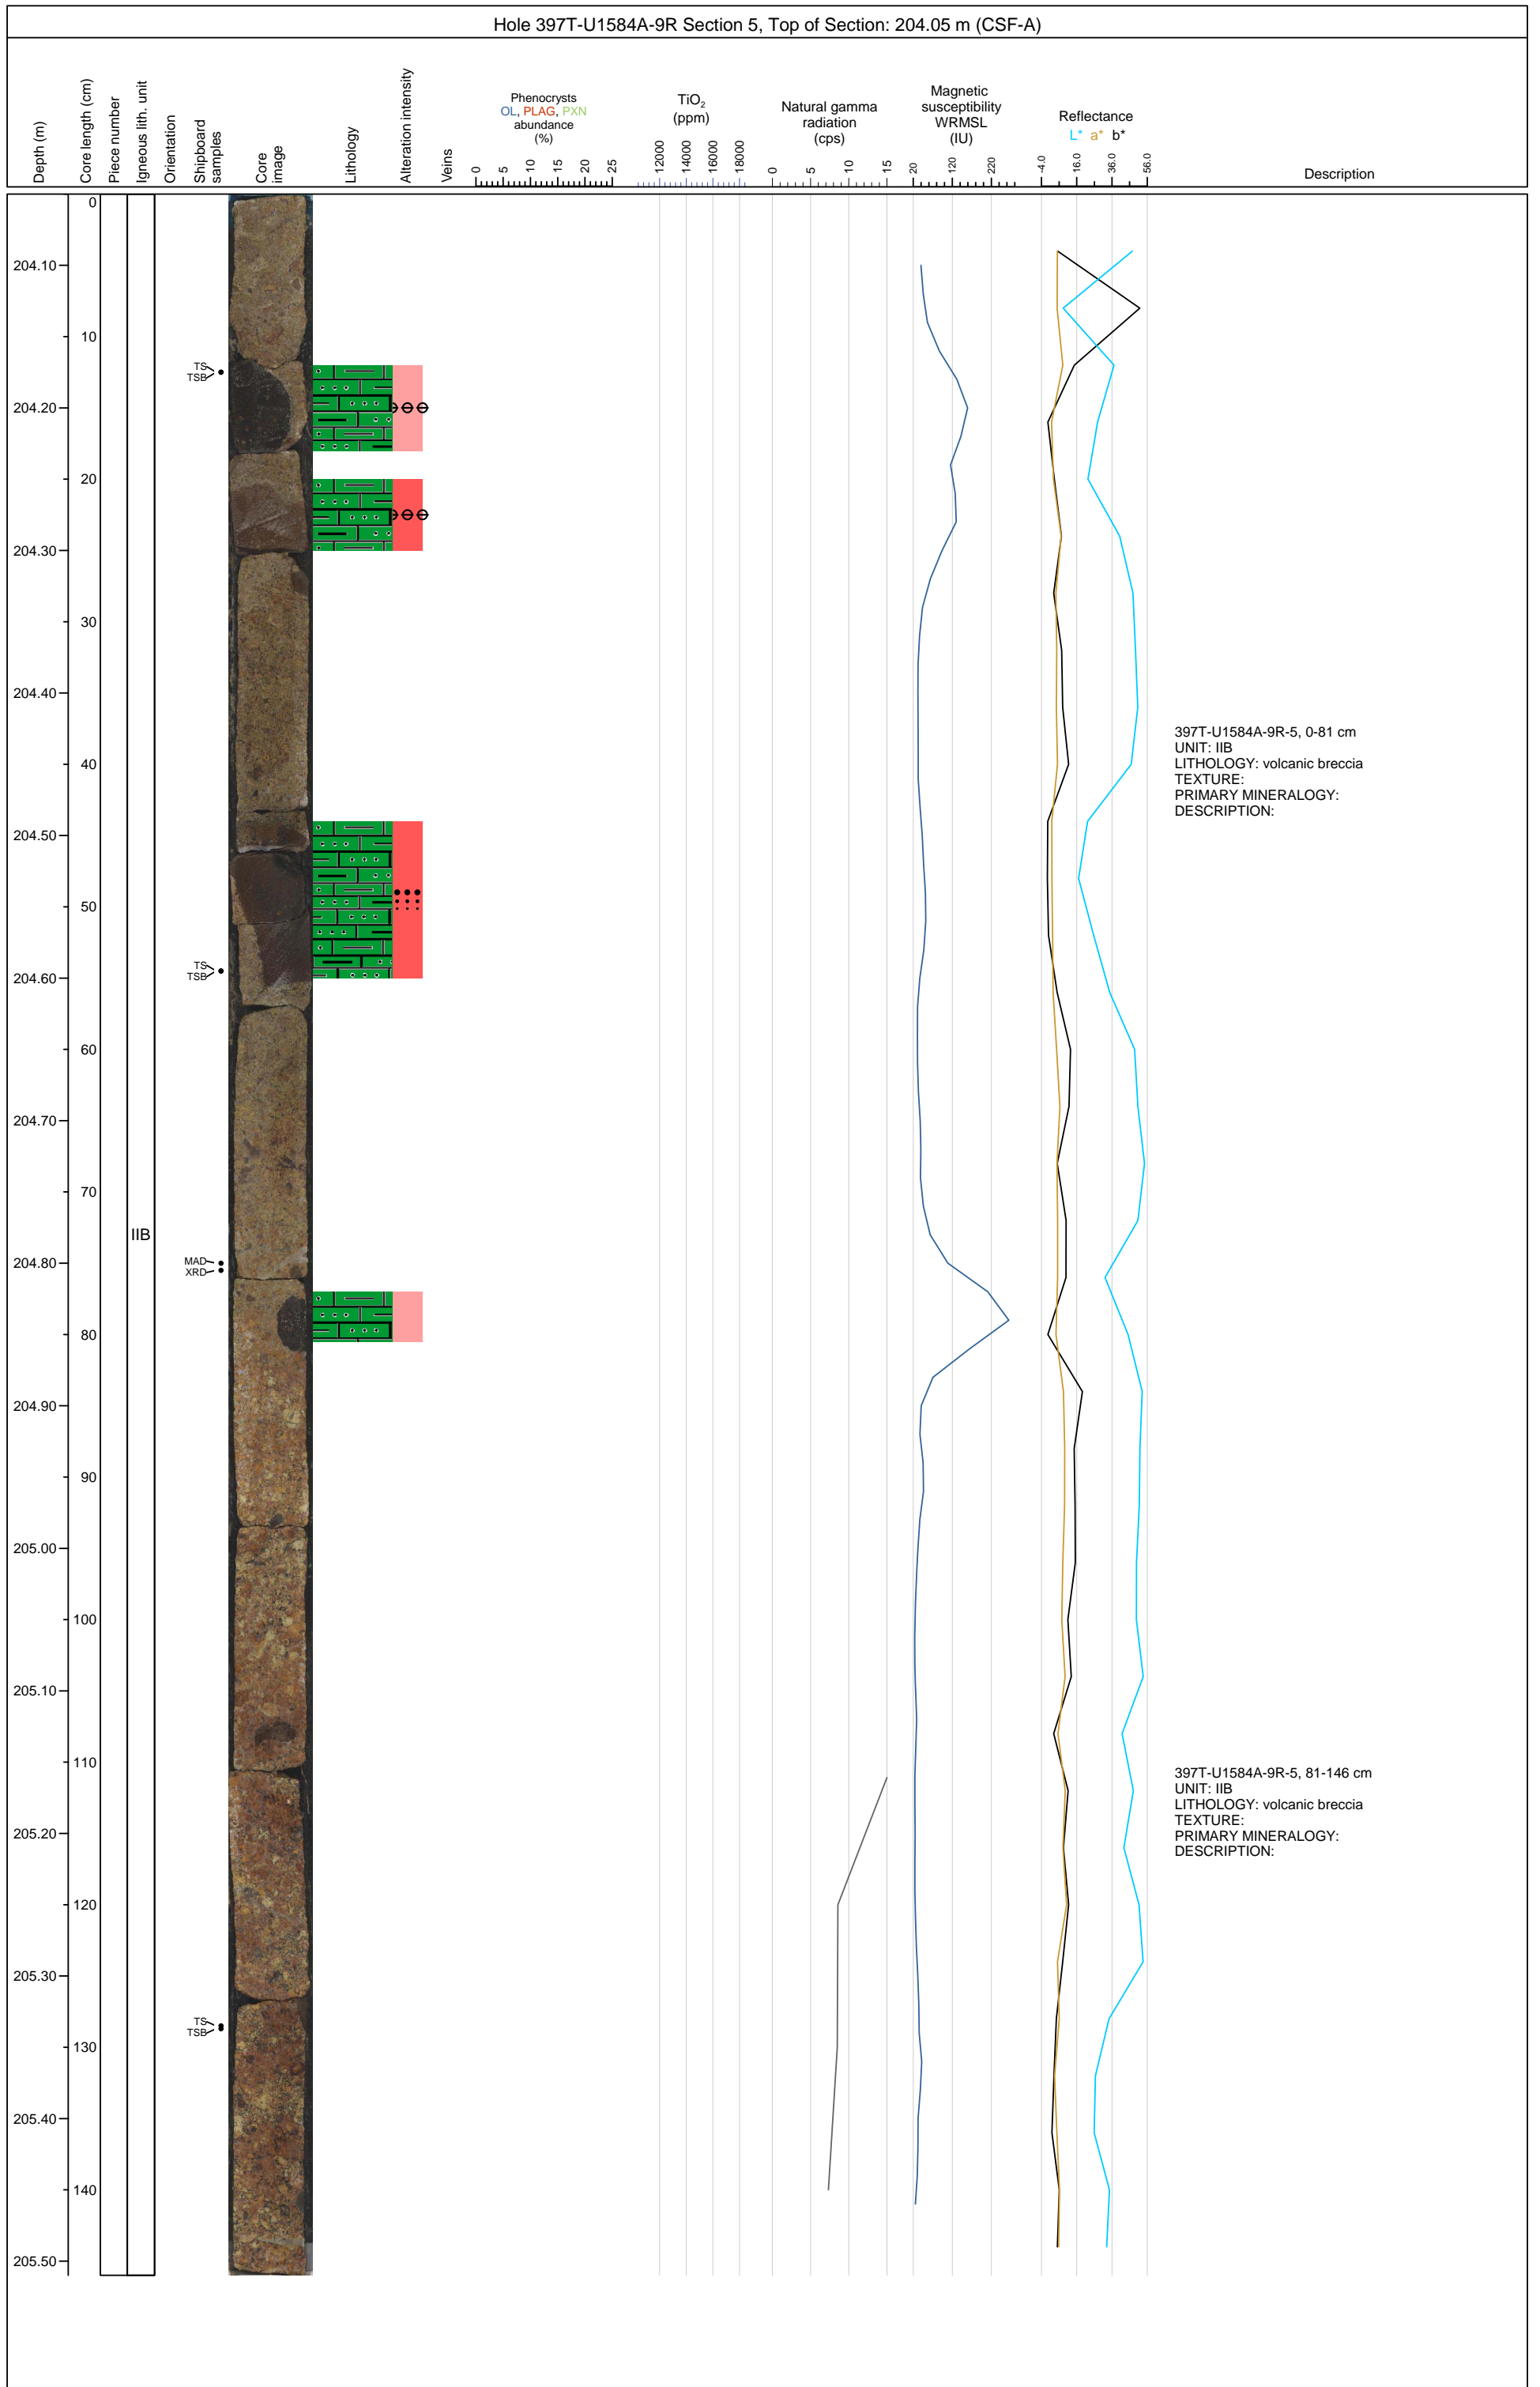 Hole 397T-U1584A-9R Section 5, Top of Section: 204.05 m (CSF-A)
Depth (m)
Core length (cm)
Piece number
Igneous lith. unit
Orientation
Shipboard
samples
Core
image
Lithology
Alteration intensity
Veins
Phenocrysts
OL, PLAG, PXN
abundance
(%)
0 5 10 15 20 25
TiO₂
(ppm)
12000 14000 16000 18000
Natural gamma
radiation
(cps)
0 5 10 15
Magnetic
susceptibility
WRMSL
(IU)
20 120 220
Reflectance
L* a* b*
-4.0 16.0 36.0 56.0
Description
0
204.10
10
TS
TSB
204.20
20
204.30
30
204.40
397T-U1584A-9R-5, 0-81 cm
UNIT: IIB
LITHOLOGY: volcanic breccia
TEXTURE:
PRIMARY MINERALOGY:
DESCRIPTION:
40
204.50
50
TS
TSB
204.60
60
204.70
70
IIB
MAD
XRD
204.80
80
204.90
90
205.00
100
205.10
110
397T-U1584A-9R-5, 81-146 cm
UNIT: IIB
LITHOLOGY: volcanic breccia
TEXTURE:
PRIMARY MINERALOGY:
DESCRIPTION:
205.20
120
205.30
TS
TSB
130
205.40
140
205.50